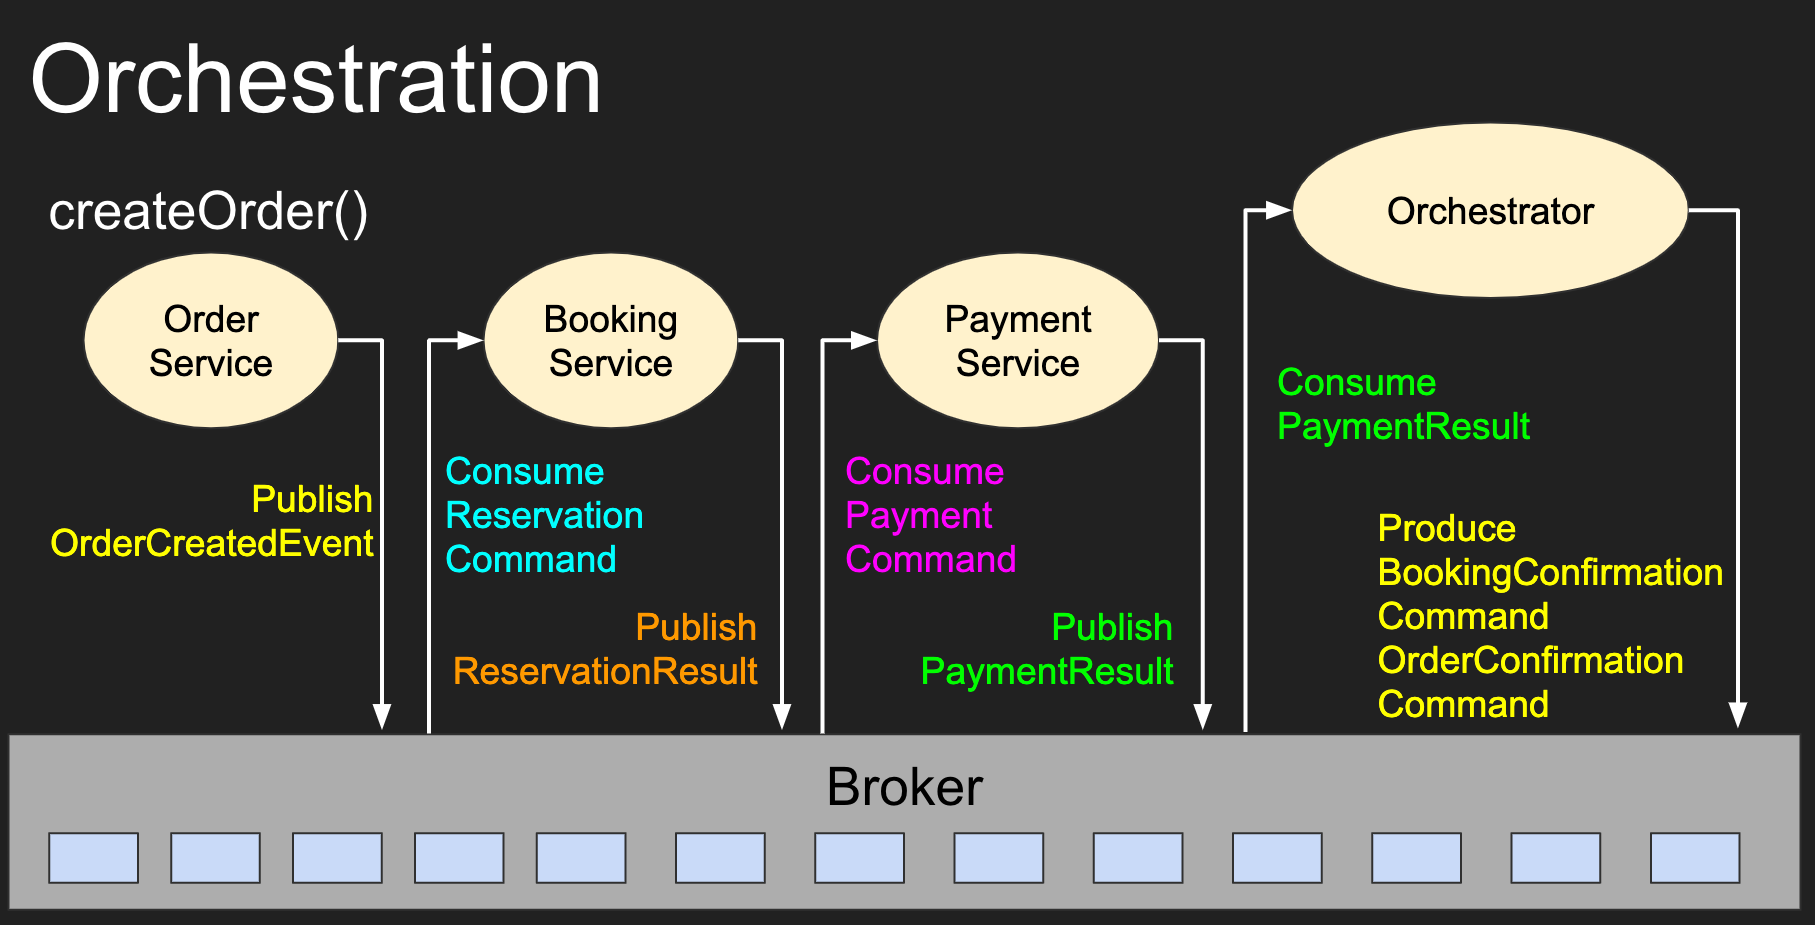 Orchestration
createOrder()
Order
Service
Booking
Service
Payment
Service
Orchestrator
Publish
OrderCreatedEvent
Consume
Reservation
Command
Publish
ReservationResult
Consume
Payment
Command
Publish
PaymentResult
Consume
PaymentResult
Produce
BookingConfirmation
Command
OrderConfirmation
Command
Broker